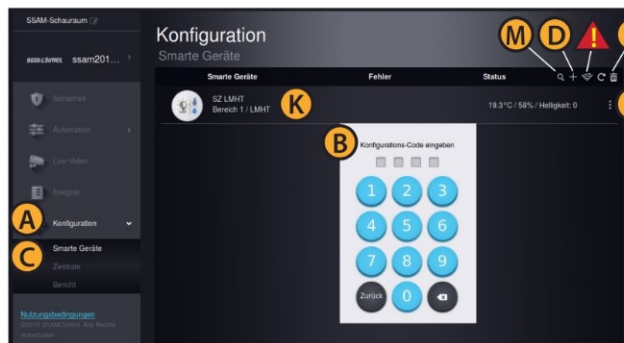 SSAM-Schauraum
Konfiguration
Smarte Geräte
ssam201...
Smarte Geräte Fehler Status
SZ LMHT
Bereich 1 / LMHT
19.3°C / 58% / Helligkeit: 0
Sicherheit
Automation
Live-Video
Ereignis
Konfiguration
Smarte Geräte
Zentrale
Bericht
Nutzungsbedingungen
©2019 SSAMControl. Alle Rechte
vorbehalten
M
D
!
K
B
A
C
Konfigurations-Code eingeben
1 2 3
4 5 6
7 8 9
Zurück 0